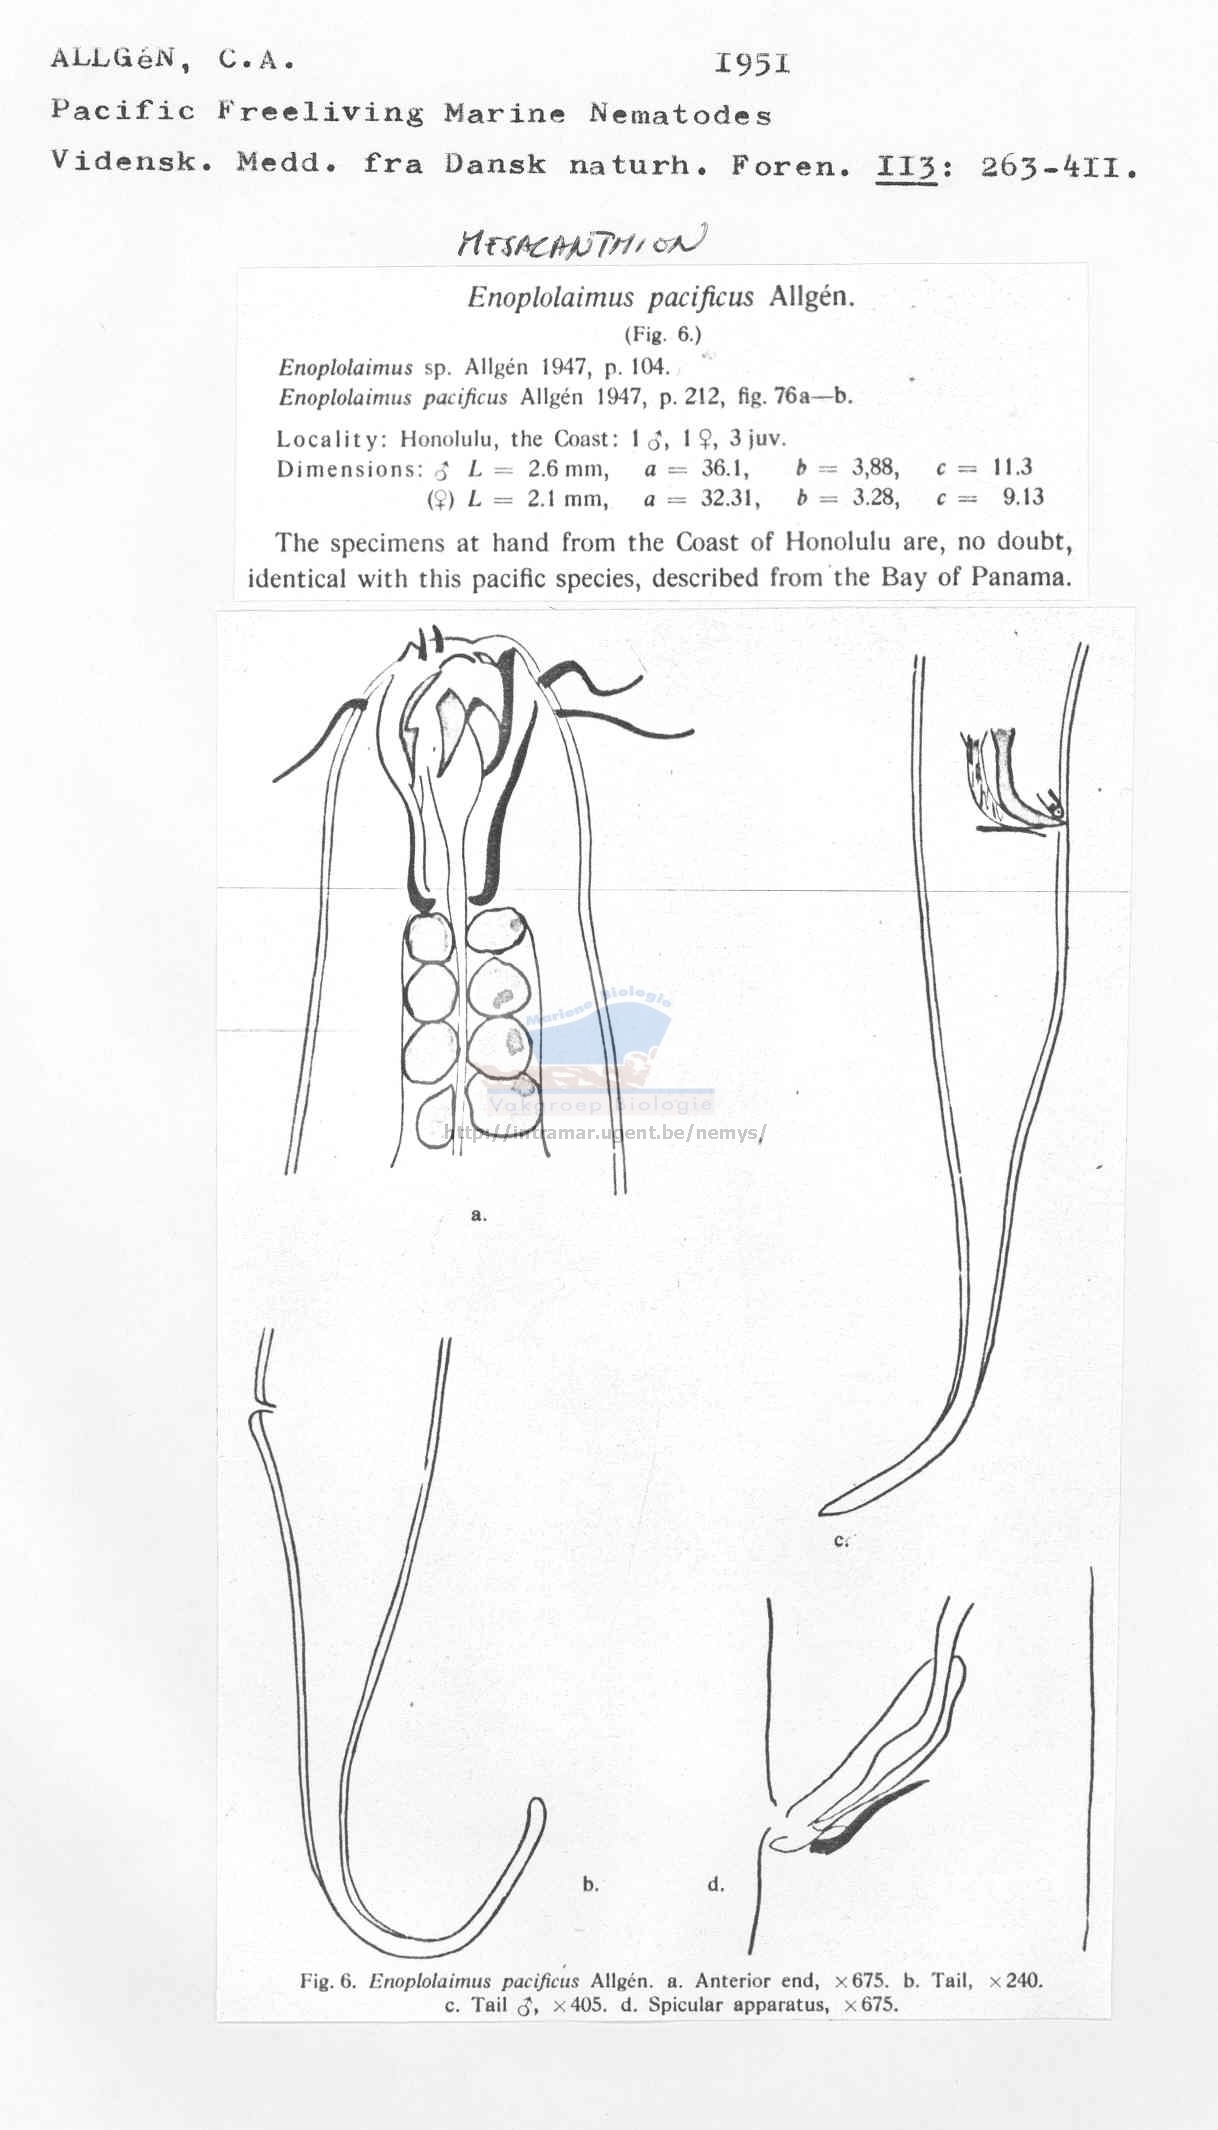 ALLGéN, C.A. 1951
Pacific Freeliving Marine Nematodes
Vidensk. Medd. fra Dansk naturh. Foren. II3: 263-4II.
MESACANTHION
Enoplolaimus pacificus Allgén.
(Fig. 6.)
Enoplolaimus sp. Allgén 1947, p. 104.
Enoplolaimus pacificus Allgén 1947, p. 212, fig. 76a—b.
Locality: Honolulu, the Coast: 1 ♂, 1 ♀, 3 juv.
Dimensions: ♂ L = 2.6 mm, a = 36.1, b = 3,88, c = 11.3
(♀) L = 2.1 mm, a = 32.31, b = 3.28, c = 9.13
The specimens at hand from the Coast of Honolulu are, no doubt,
identical with this pacific species, described from the Bay of Panama.
Mariene Biologie
Vakgroep Biologie
http://intramar.ugent.be/nemys/
a.
c.
b.
d.
Fig. 6. Enoplolaimus pacificus Allgén. a. Anterior end, ×675. b. Tail, ×240.
c. Tail ♂, ×405. d. Spicular apparatus, ×675.